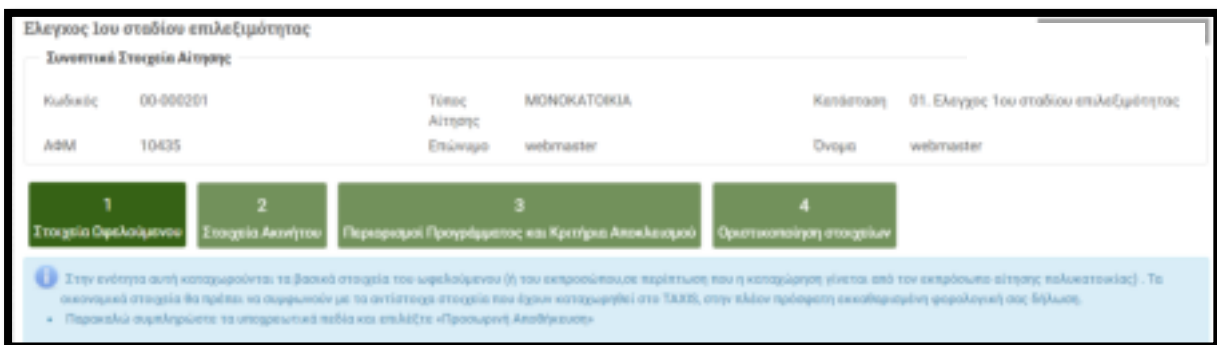 Ελεγχος 1ου σταδίου επιλεξιμότητας
Συνοπτικά Στοιχεία Αίτησης
Κωδικός 00-000201 Τύπος Αίτησης ΜΟΝΟΚΑΤΟΙΚΙΑ Κατάσταση 01. Ελεγχος 1ου σταδίου επιλεξιμότητας
ΑΦΜ 10435 Επώνυμο webmaster Όνομα webmaster
1 2 3 4
Στοιχεία Ωφελούμενου Στοιχεία Ακινήτου Περιορισμοί Προγράμματος και Κριτήρια Αποκλεισμού Οριστικοποίηση στοιχείων
Στην ενότητα αυτή καταχωρούνται τα βασικά στοιχεία του ωφελούμενου (ή του εκπροσώπου,σε περίπτωση που η καταχώρηση γίνεται από τον εκπρόσωπο αίτησης πολυκατοικίας) . Τα
οικονομικά στοιχεία θα πρέπει να συμφωνούν με τα αντίστοιχα στοιχεία που έχουν καταχωρηθεί στο TAXIS, στην πλέον πρόσφατη εκκαθαρισμένη φορολογική σας δήλωση.
• Παρακαλώ συμπληρώστε τα υποχρεωτικά πεδία και επιλέξτε «Προσωρινή Αποθήκευση»